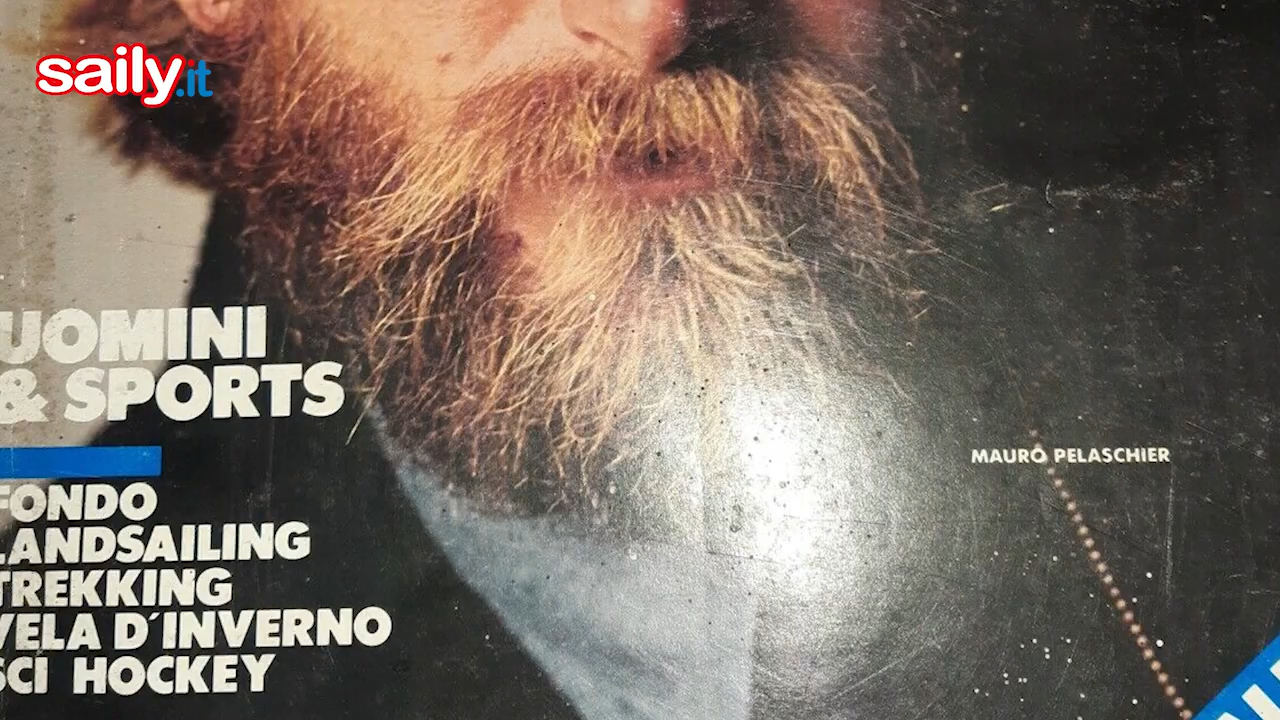 saily.it
UOMINI
& SPORTS
MAURO PELASCHIER
FONDO
LANDSAILING
TREKKING
VELA D'INVERNO
SCI HOCKEY